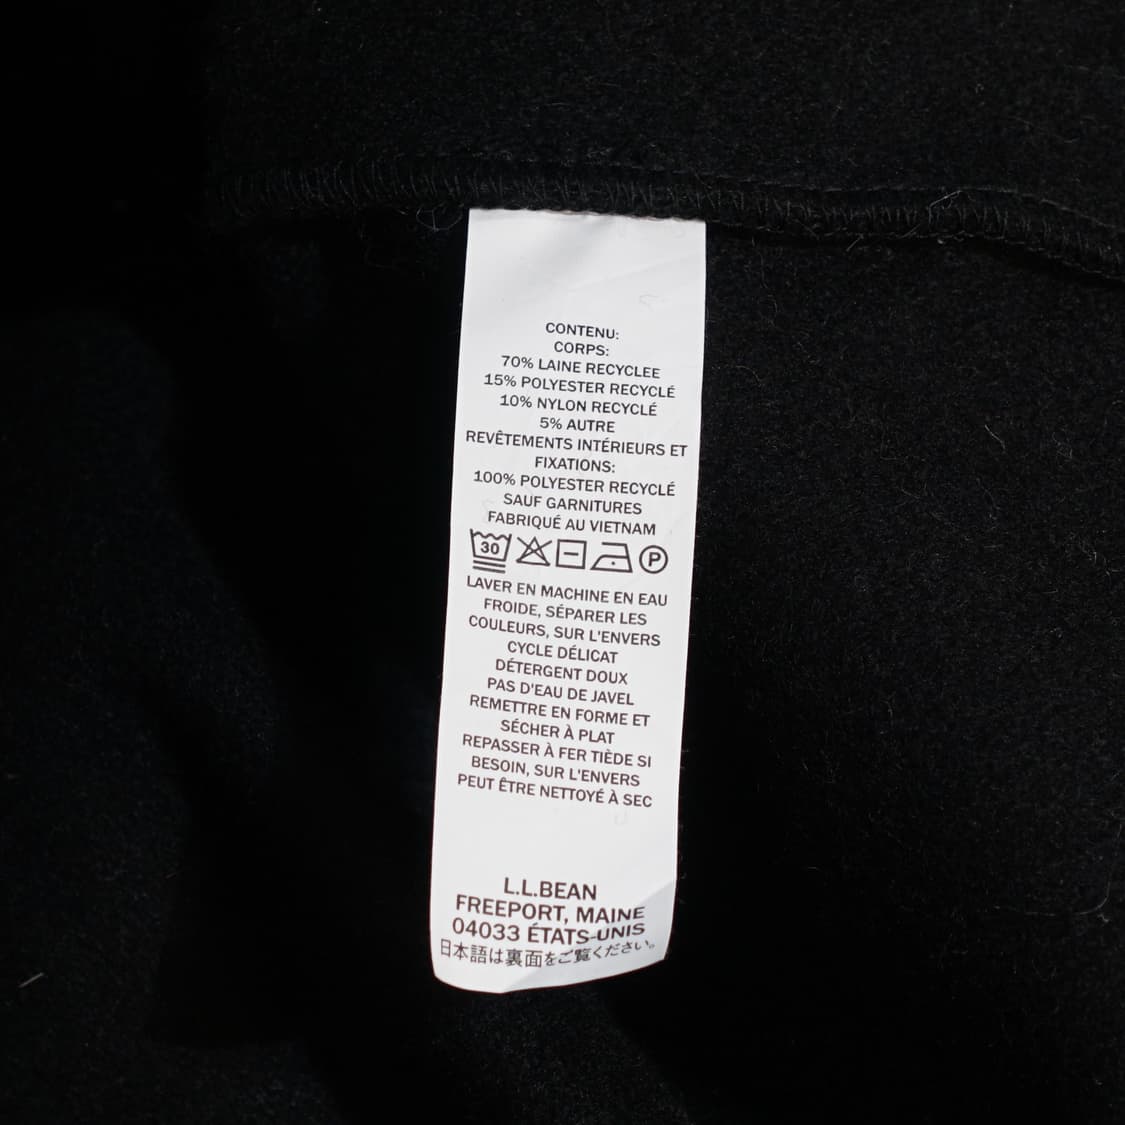 CONTENU:
CORPS:
70% LAINE RECYCLEE
15% POLYESTER RECYCLÉ
10% NYLON RECYCLÉ
5% AUTRE
REVÊTEMENTS INTÉRIEURS ET
FIXATIONS:
100% POLYESTER RECYCLÉ
SAUF GARNITURES
FABRIQUÉ AU VIETNAM
30 P
LAVER EN MACHINE EN EAU
FROIDE, SÉPARER LES
COULEURS, SUR L'ENVERS
CYCLE DÉLICAT
DÉTERGENT DOUX
PAS D'EAU DE JAVEL
REMETTRE EN FORME ET
SÉCHER À PLAT
REPASSER À FER TIÈDE SI
BESOIN, SUR L'ENVERS
PEUT ÊTRE NETTOYÉ À SEC
L.L.BEAN
FREEPORT, MAINE
04033 ÉTATS-UNIS
日本語は裏面をご覧ください。